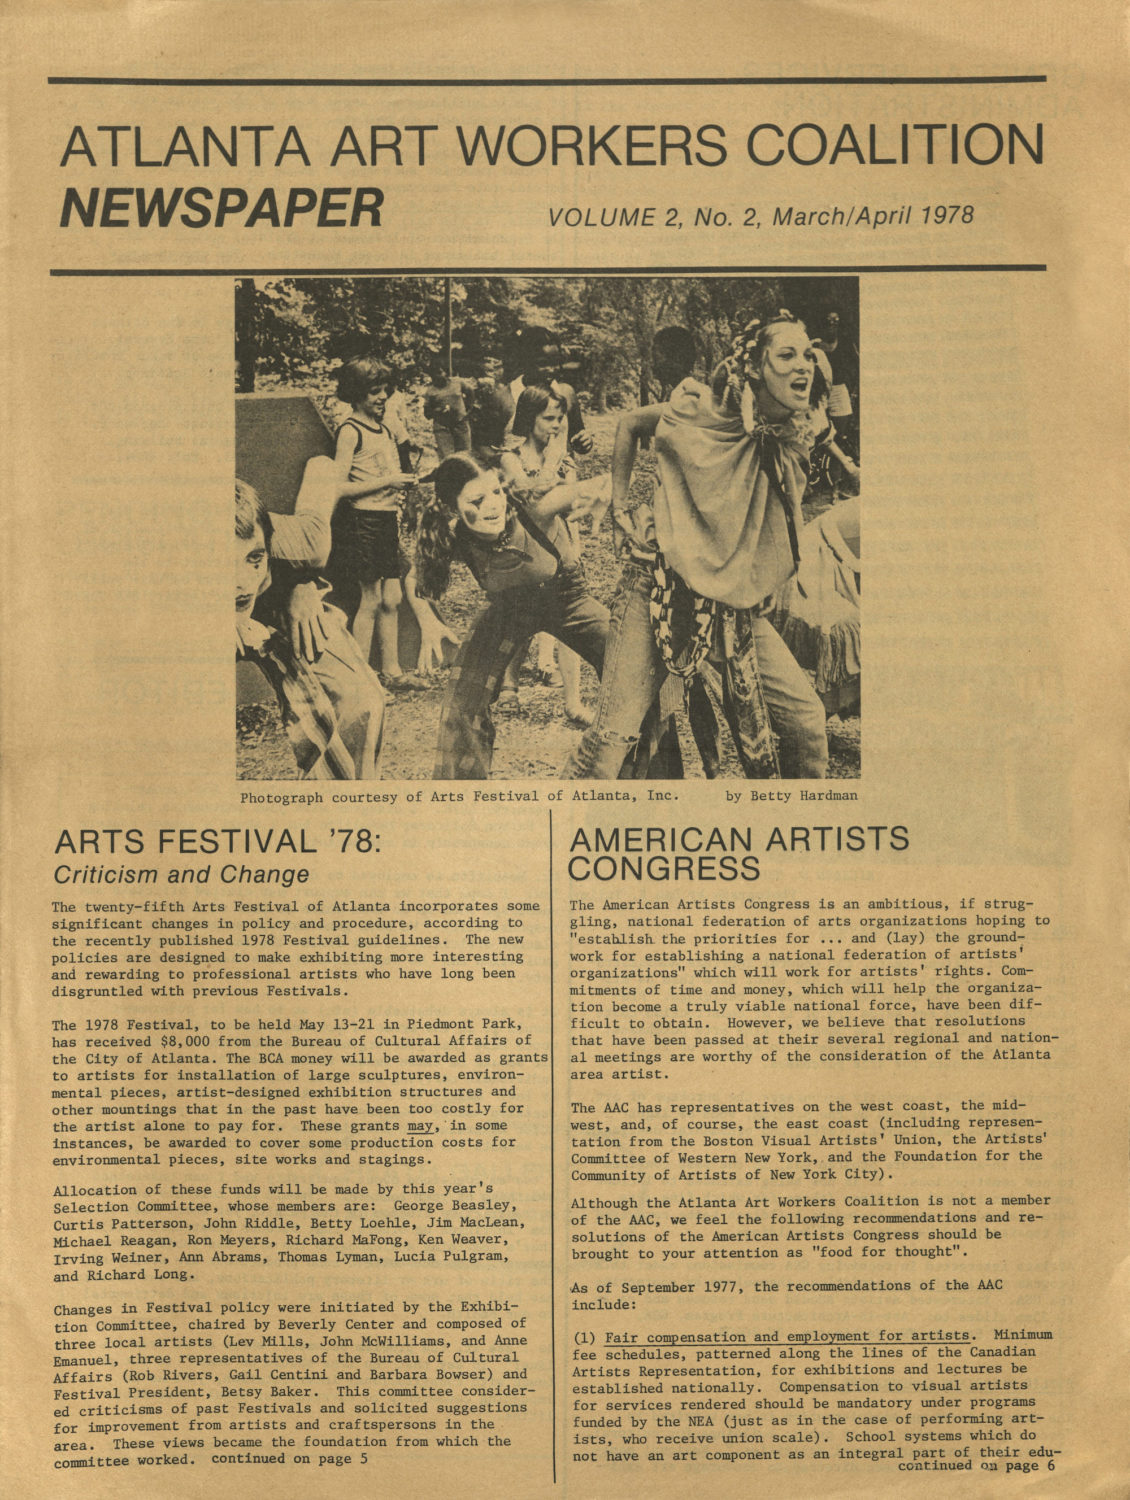 ATLANTA ART WORKERS COALITION
NEWSPAPER
VOLUME 2, No. 2, March/April 1978
Photograph courtesy of Arts Festival of Atlanta, Inc. by Betty Hardman
ARTS FESTIVAL '78:
Criticism and Change
The twenty-fifth Arts Festival of Atlanta incorporates some
significant changes in policy and procedure, according to
the recently published 1978 Festival guidelines. The new
policies are designed to make exhibiting more interesting
and rewarding to professional artists who have long been
disgruntled with previous Festivals.
The 1978 Festival, to be held May 13-21 in Piedmont Park,
has received $8,000 from the Bureau of Cultural Affairs of
the City of Atlanta. The BCA money will be awarded as grants
to artists for installation of large sculptures, environ-
mental pieces, artist-designed exhibition structures and
other mountings that in the past have been too costly for
the artist alone to pay for. These grants may, in some
instances, be awarded to cover some production costs for
environmental pieces, site works and stagings.
Allocation of these funds will be made by this year's
Selection Committee, whose members are: George Beasley,
Curtis Patterson, John Riddle, Betty Loehle, Jim MacLean,
Michael Reagan, Ron Meyers, Richard MaFong, Ken Weaver,
Irving Weiner, Ann Abrams, Thomas Lyman, Lucia Pulgram,
and Richard Long.
Changes in Festival policy were initiated by the Exhibi-
tion Committee, chaired by Beverly Center and composed of
three local artists (Lev Mills, John McWilliams, and Anne
Emanuel, three representatives of the Bureau of Cultural
Affairs (Rob Rivers, Gail Centini and Barbara Bowser) and
Festival President, Betsy Baker. This committee consider-
ed criticisms of past Festivals and solicited suggestions
for improvement from artists and craftspersons in the
area. These views became the foundation from which the
committee worked. continued on page 5
AMERICAN ARTISTS
CONGRESS
The American Artists Congress is an ambitious, if strug-
gling, national federation of arts organizations hoping to
"establish the priorities for ... and (lay) the ground-
work for establishing a national federation of artists'
organizations" which will work for artists' rights. Com-
mitments of time and money, which will help the organiza-
tion become a truly viable national force, have been dif-
ficult to obtain. However, we believe that resolutions
that have been passed at their several regional and nation-
al meetings are worthy of the consideration of the Atlanta
area artist.
The AAC has representatives on the west coast, the mid-
west, and, of course, the east coast (including represen-
tation from the Boston Visual Artists' Union, the Artists'
Committee of Western New York, and the Foundation for the
Community of Artists of New York City).
Although the Atlanta Art Workers Coalition is not a member
of the AAC, we feel the following recommendations and re-
solutions of the American Artists Congress should be
brought to your attention as "food for thought".
As of September 1977, the recommendations of the AAC
include:
(1) Fair compensation and employment for artists. Minimum
fee schedules, patterned along the lines of the Canadian
Artists Representation, for exhibitions and lectures be
established nationally. Compensation to visual artists
for services rendered should be mandatory under programs
funded by the NEA (just as in the case of performing art-
ists, who receive union scale). School systems which do
not have an art component as an integral part of their edu-
continued on page 6